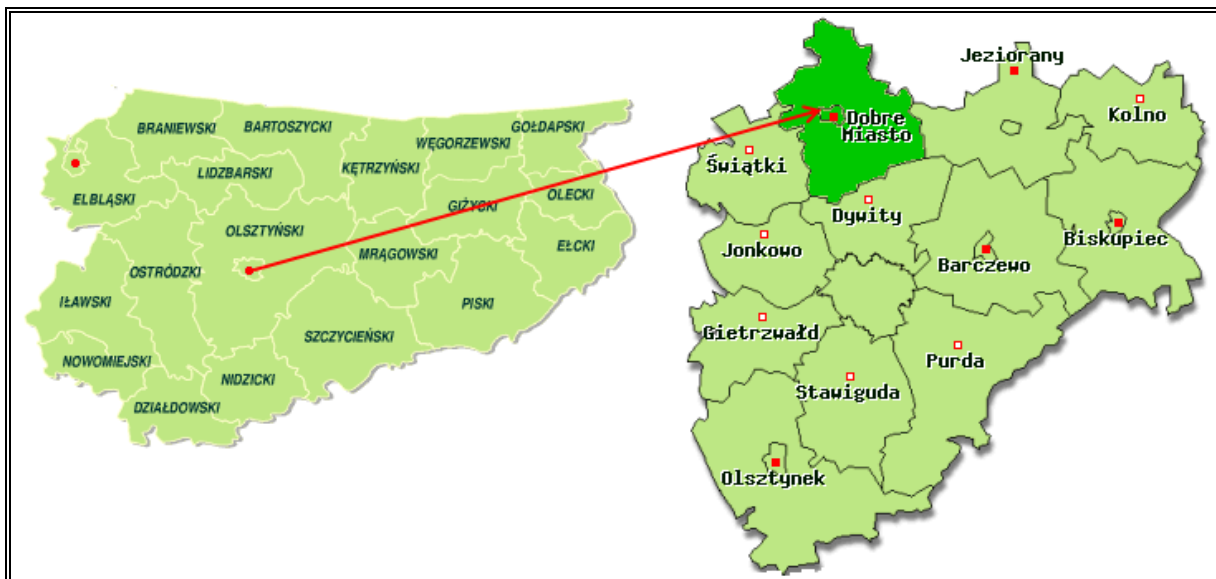 BRANIEWSKI
BARTOSZYCKI
GOŁDAPSKI
WĘGORZEWSKI
KĘTRZYŃSKI
LIDZBARSKI
ELBLĄSKI
OLECKI
GIŻYCKI
OLSZTYŃSKI
EŁCKI
MRĄGOWSKI
OSTRÓDZKI
IŁAWSKI
PISKI
SZCZYCIEŃSKI
NOWOMIEJSKI
NIDZICKI
DZIAŁDOWSKI
Jeziorany
Kolno
Dobre
Miasto
Świątki
Dywity
Jonkowo
Biskupiec
Barczewo
Gietrzwałd
Purda
Stawiguda
Olsztynek